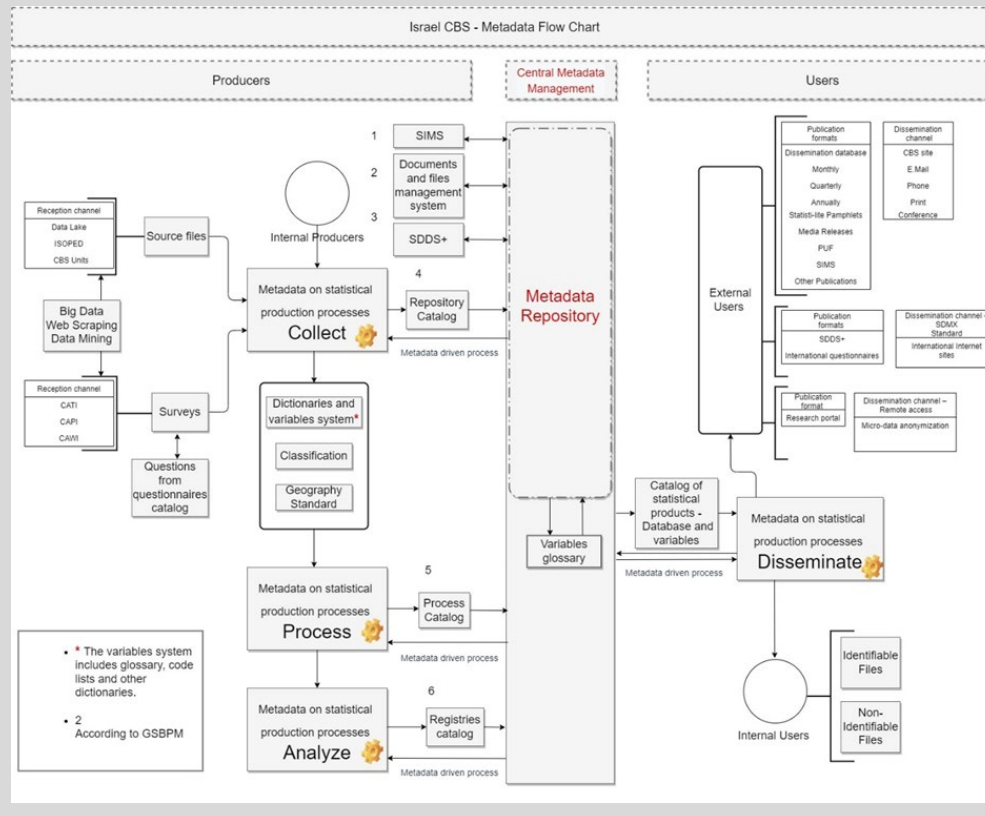 Israel CBS - Metadata Flow Chart
Producers
Central Metadata
Management
Users
1
SIMS
2
Documents
and files
management
system
3
SDDS+
Internal Producers
Reception channel
Data Lake
ISOPED
CBS Units
Source files
Big Data
Web Scraping
Data Mining
Reception channel
CATI
CAPI
CAWI
Surveys
Questions
from
questionnaires
catalog
Metadata on statistical
production processes
Collect
4
Repository
Catalog
Metadata driven process
Dictionaries and
variables system*
Classification
Geography
Standard
Metadata on statistical
production processes
Process
5
Process
Catalog
Metadata driven process
Metadata on statistical
production processes
Analyze
6
Registries
catalog
Metadata driven process
* The variables system
includes glossary, code
lists and other
dictionaries.
2
According to GSBPM
Metadata
Repository
Variables
glossary
Catalog of
statistical
products -
Database and
variables
Metadata driven process
Metadata on statistical
production processes
Disseminate
External
Users
Publication
formats
Dissemination database
Monthly
Quarterly
Annually
Statisti-lite Pamphlets
Media Releases
PUF
SIMS
Other Publications
Dissemination
channel
CBS site
E.Mail
Phone
Print
Conference
Publication
formats
SDDS+
International questionnaires
Dissemination channel -
SDMX
Standard
International Internet
sites
Publication
format
Research portal
Dissemination channel –
Remote access
Micro-data anonymization
Internal Users
Identifiable
Files
Non-
Identifiable
Files